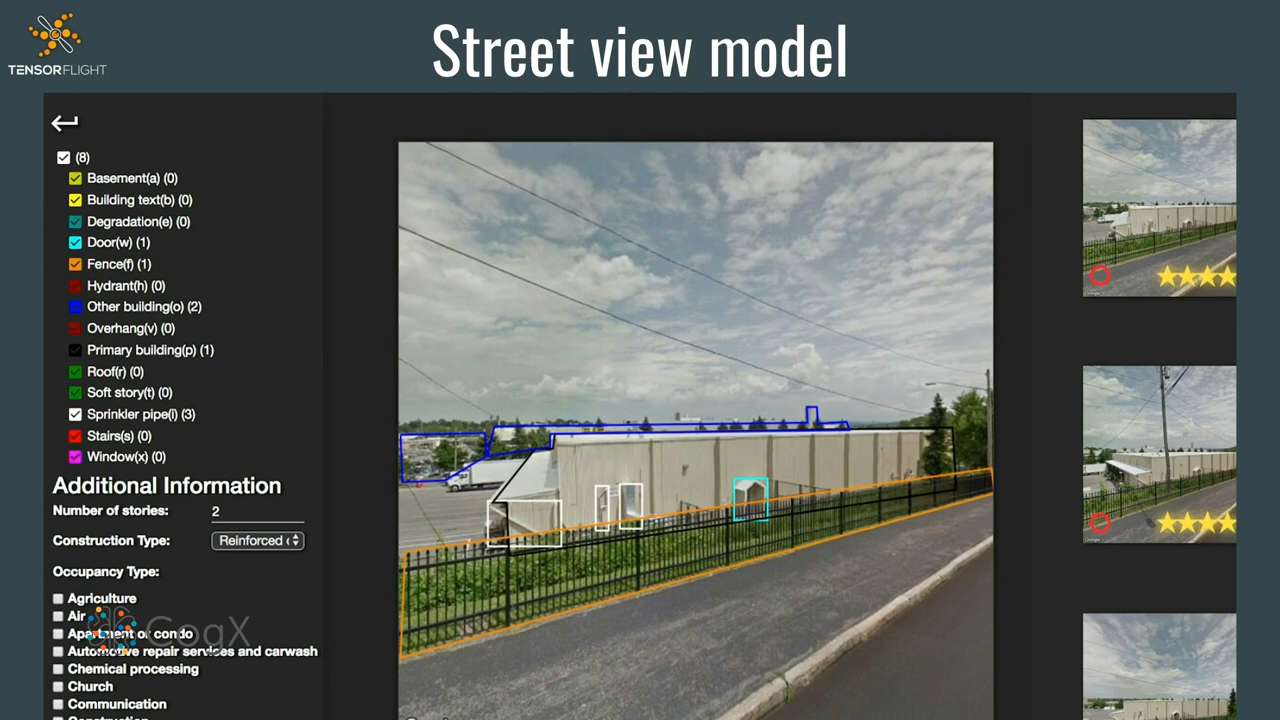 TENSORFLIGHT
Street view model
(8)
Basement(a) (0)
Building text(b) (0)
Degradation(e) (0)
Door(w) (1)
Fence(f) (1)
Hydrant(h) (0)
Other building(o) (2)
Overhang(v) (0)
Primary building(p) (1)
Roof(r) (0)
Soft story(t) (0)
Sprinkler pipe(i) (3)
Stairs(s) (0)
Window(x) (0)
Additional Information
Number of stories: 2
Construction Type: Reinforced (
Occupancy Type:
Agriculture
Air
Apartment or condo
CogX
Automotive repair services and carwash
Chemical processing
Church
Communication
Construction